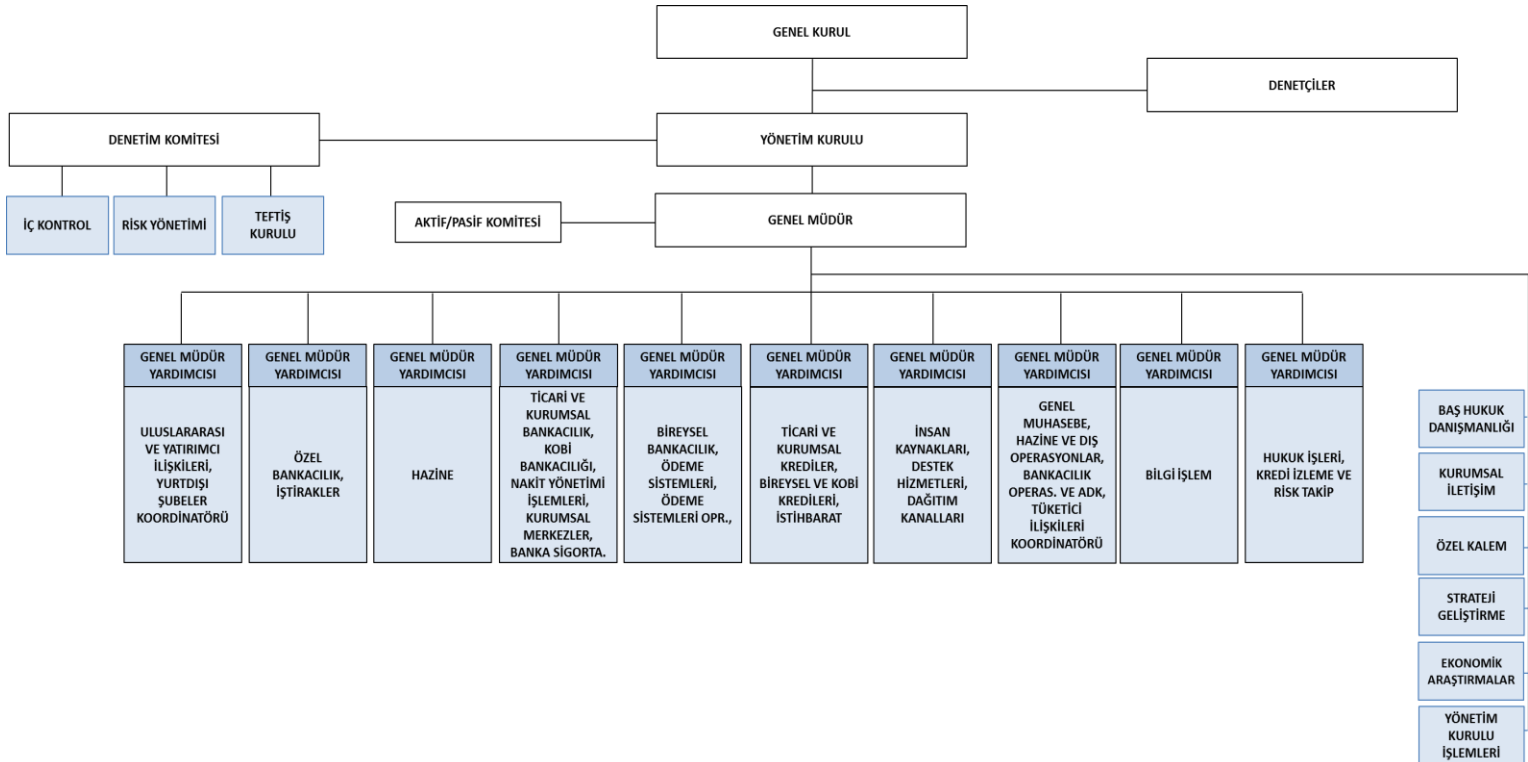 GENEL KURUL
DENETÇİLER
DENETİM KOMİTESİ
YÖNETİM KURULU
İÇ KONTROL
RİSK YÖNETİMİ
TEFTİŞ
KURULU
AKTİF/PASİF KOMİTESİ
GENEL MÜDÜR
GENEL MÜDÜR
YARDIMCISI
ULUSLARARASI
VE YATIRIMCI
İLİŞKİLERİ,
YURTDIŞI
ŞUBELER
KOORDİNATÖRÜ
GENEL MÜDÜR
YARDIMCISI
ÖZEL
BANKACILIK,
İŞTİRAKLER
GENEL MÜDÜR
YARDIMCISI
HAZİNE
GENEL MÜDÜR
YARDIMCISI
TİCARİ VE
KURUMSAL
BANKACILIK,
KOBİ
BANKACILIĞI,
NAKİT YÖNETİMİ
İŞLEMLERİ,
KURUMSAL
MERKEZLER,
BANKA SİGORTA.
GENEL MÜDÜR
YARDIMCISI
BİREYSEL
BANKACILIK,
ÖDEME
SİSTEMLERİ,
ÖDEME
SİSTEMLERİ OPR.,
GENEL MÜDÜR
YARDIMCISI
TİCARİ VE
KURUMSAL
KREDİLER,
BİREYSEL VE KOBİ
KREDİLERİ,
İSTİHBARAT
GENEL MÜDÜR
YARDIMCISI
İNSAN
KAYNAKLARI,
DESTEK
HİZMETLERİ,
DAĞITIM
KANALLARI
GENEL MÜDÜR
YARDIMCISI
GENEL
MUHASEBE,
HAZİNE VE DIŞ
OPERASYONLAR,
BANKACILIK
OPERAS. VE ADK,
TÜKETİCİ
İLİŞKİLERİ
KOORDİNATÖRÜ
GENEL MÜDÜR
YARDIMCISI
BİLGİ İŞLEM
GENEL MÜDÜR
YARDIMCISI
HUKUK İŞLERİ,
KREDİ İZLEME VE
RİSK TAKİP
BAŞ HUKUK
DANIŞMANLIĞI
KURUMSAL
İLETİŞİM
ÖZEL KALEM
STRATEJİ
GELİŞTİRME
EKONOMİK
ARAŞTIRMALAR
YÖNETİM
KURULU
İŞLEMLERİ